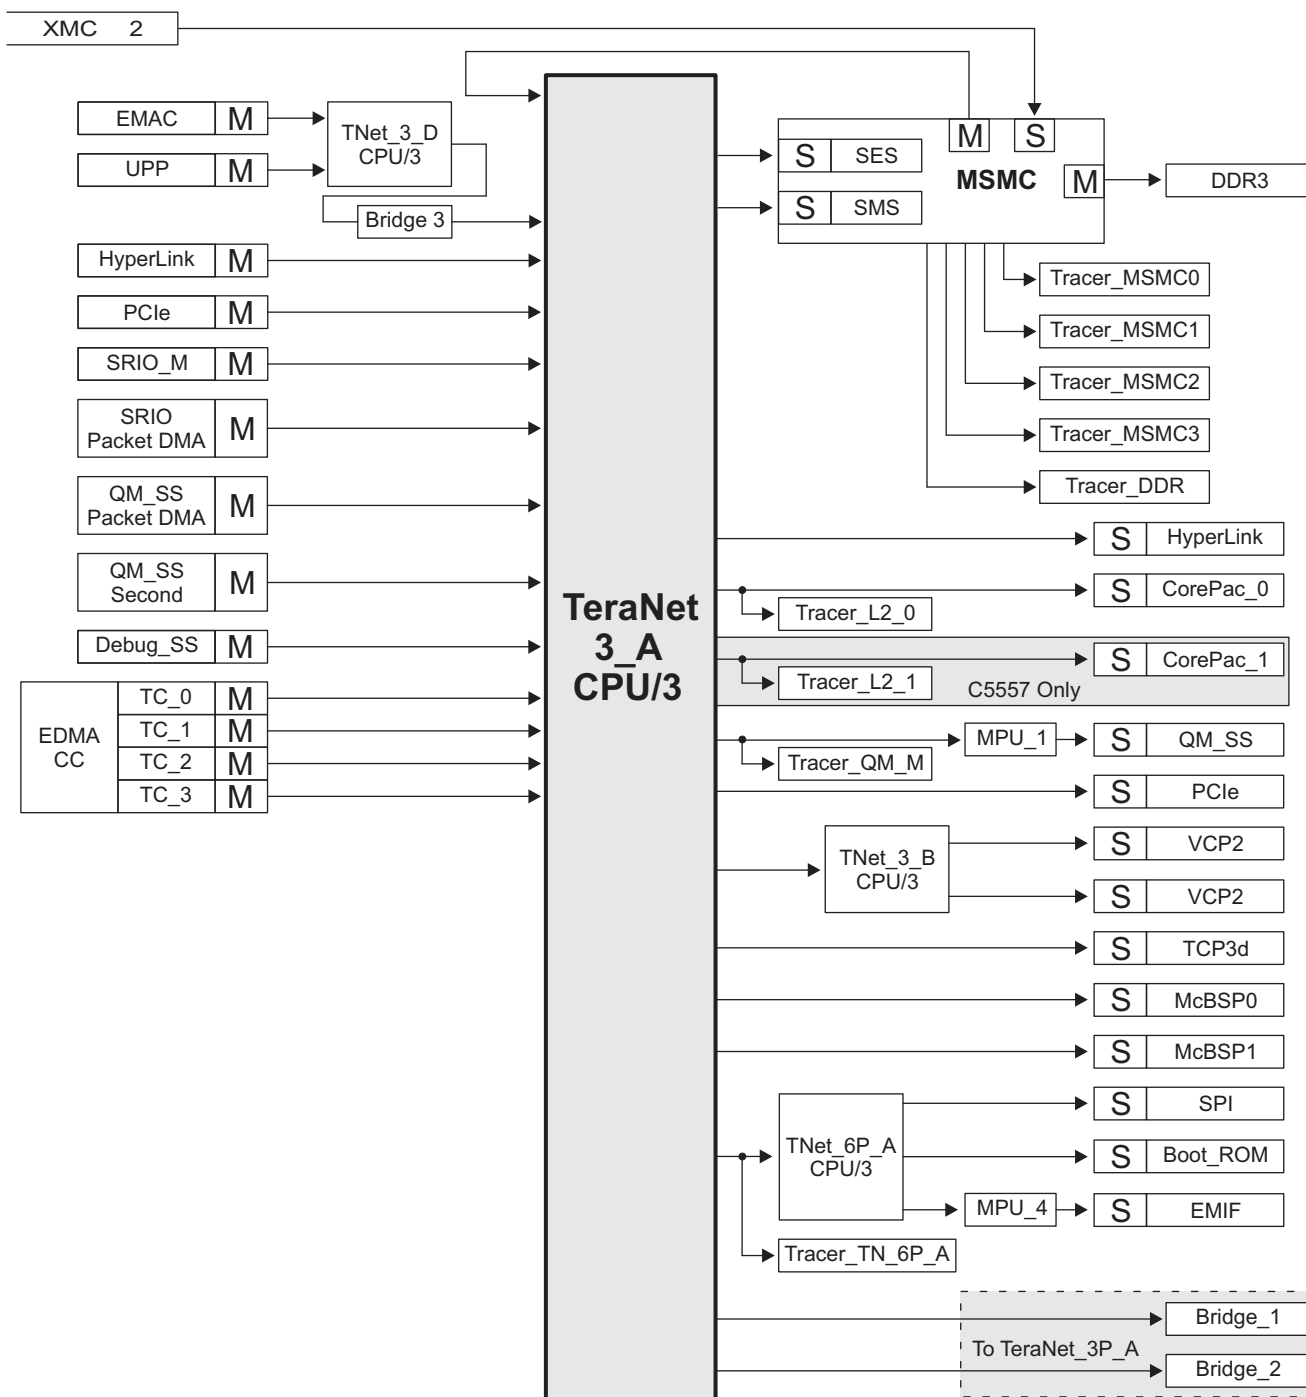 XMC 2
EMAC M
UPP M
TNet_3_D
CPU/3
Bridge 3
HyperLink M
PCIe M
SRIO_M M
SRIO
Packet DMA M
QM_SS
Packet DMA M
QM_SS
Second M
Debug_SS M
EDMA
CC
TC_0 M
TC_1 M
TC_2 M
TC_3 M
TeraNet
3_A
CPU/3
S SES
S SMS
M S
MSMC M
DDR3
Tracer_MSMC0
Tracer_MSMC1
Tracer_MSMC2
Tracer_MSMC3
Tracer_DDR
S HyperLink
S CorePac_0
Tracer_L2_0
S CorePac_1
Tracer_L2_1
C5557 Only
MPU_1 S QM_SS
Tracer_QM_M
S PCIe
TNet_3_B
CPU/3
S VCP2
S VCP2
S TCP3d
S McBSP0
S McBSP1
TNet_6P_A
CPU/3
S SPI
S Boot_ROM
MPU_4 S EMIF
Tracer_TN_6P_A
Bridge_1
To TeraNet_3P_A
Bridge_2